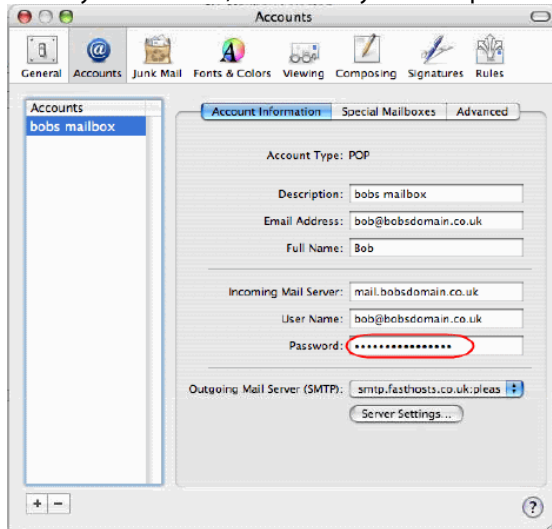 Accounts
General Accounts Junk Mail Fonts & Colors Viewing Composing Signatures Rules
Accounts
bobs mailbox
Account Information Special Mailboxes Advanced
Account Type: POP
Description: bobs mailbox
Email Address: bob@bobsdomain.co.uk
Full Name: Bob
Incoming Mail Server: mail.bobsdomain.co.uk
User Name: bob@bobsdomain.co.uk
Password: ••••••••••••••••
Outgoing Mail Server (SMTP): smtp.fasthosts.co.uk:pleas
Server Settings...
+ −
?